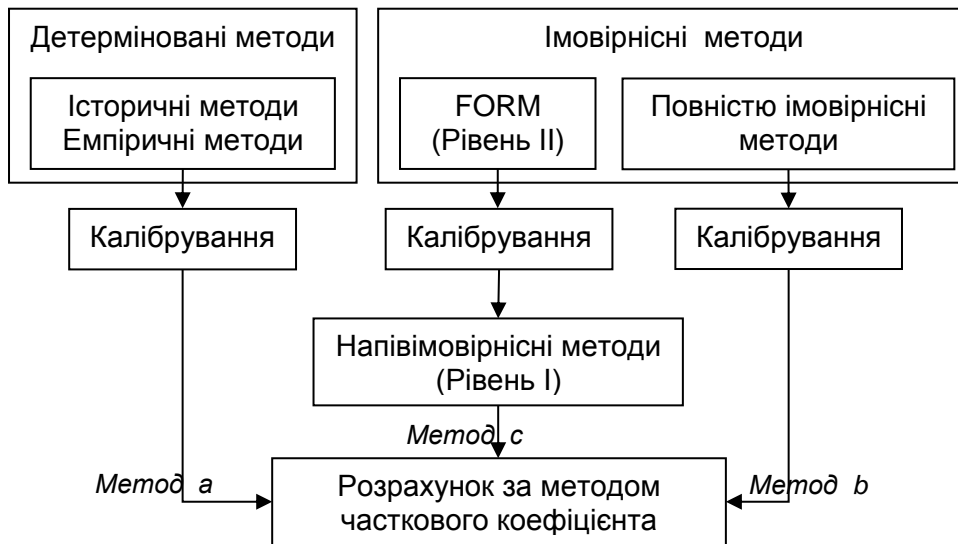 Детерміновані методи
Імовірнісні методи
Історичні методи
Емпіричні методи
FORM
(Рівень II)
Повністю імовірнісні
методи
Калібрування
Калібрування
Калібрування
Напівімовірнісні методи
(Рівень I)
Метод c
Метод a
Метод b
Розрахунок за методом
часткового коефіцієнта